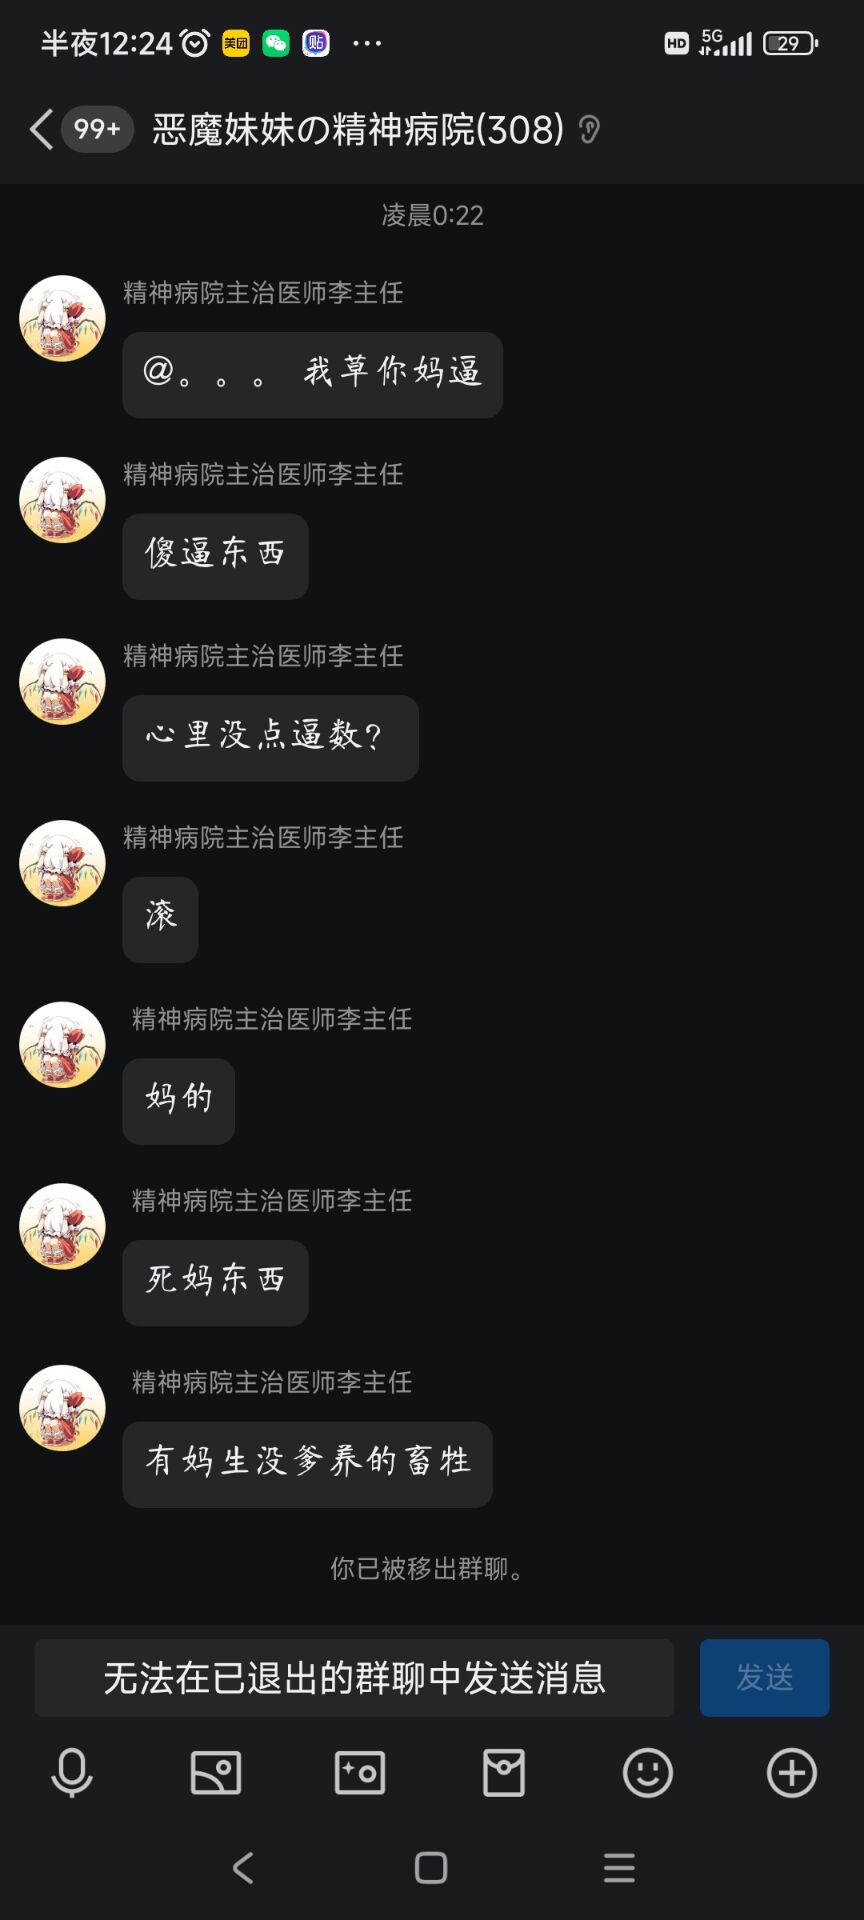 半夜12:24 美团 贴 ... HD 5G 29
99+ 恶魔妹妹の精神病院(308)
凌晨0:22
精神病院主治医师李主任
@。。。 我草你妈逼
精神病院主治医师李主任
傻逼东西
精神病院主治医师李主任
心里没点逼数?
精神病院主治医师李主任
滚
精神病院主治医师李主任
妈的
精神病院主治医师李主任
死妈东西
精神病院主治医师李主任
有妈生没爹养的畜牲
你已被移出群聊。
无法在已退出的群聊中发送消息 发送